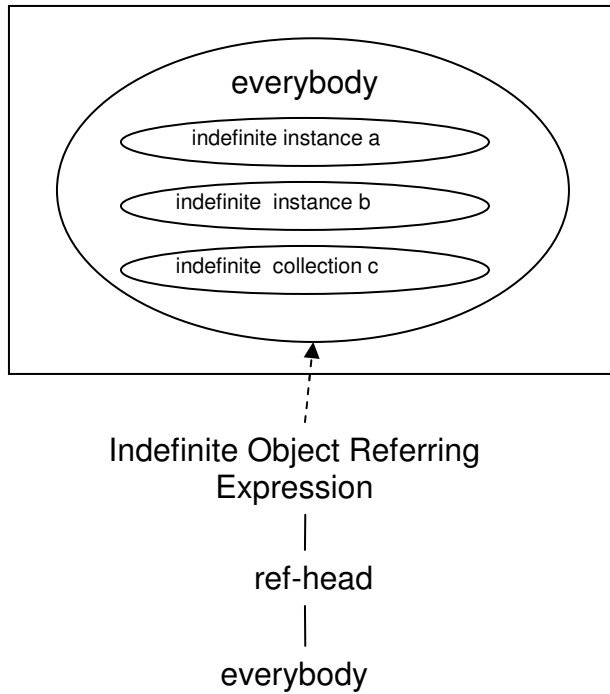 everybody
indefinite instance a
indefinite instance b
indefinite collection c
Indefinite Object Referring
Expression
ref-head
everybody